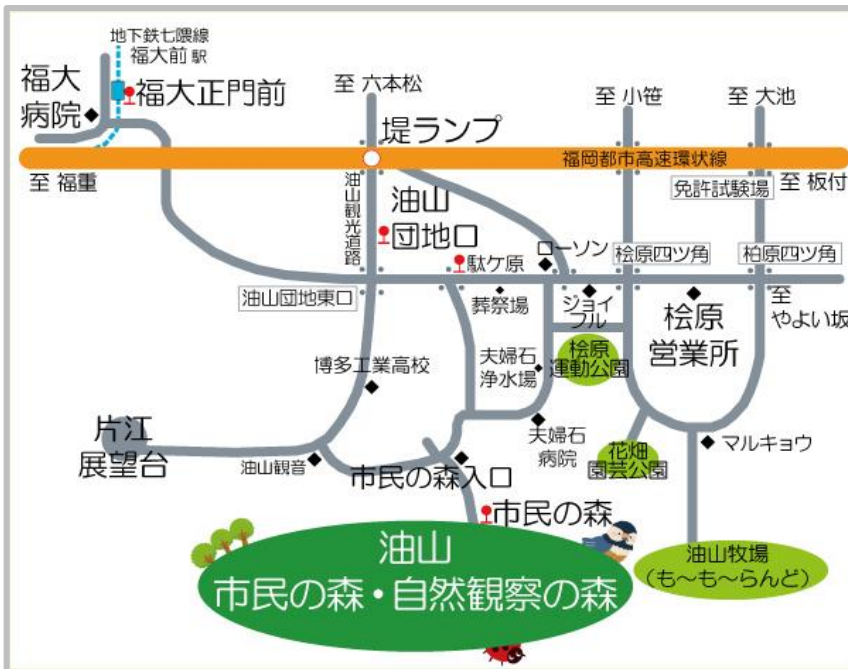 地下鉄七隈線
福大前駅
福大
病院
福大正門前
至 六本松
至 小笹
至 大池
堤ランプ
福岡都市高速環状線
至 福重
免許試験場
至 板付
油山観光道路
油山
団地口
駄ケ原
ローソン
桧原四ツ角
柏原四ツ角
油山団地東口
葬祭場
ジョイ
フル
桧原
営業所
至
やよい坂
博多工業高校
夫婦石
浄水場
桧原
運動公園
片江
展望台
油山観音
市民の森入口
夫婦石
病院
花畑
園芸公園
マルキョウ
市民の森
油山
市民の森・自然観察の森
油山牧場
（も～も～らんど）